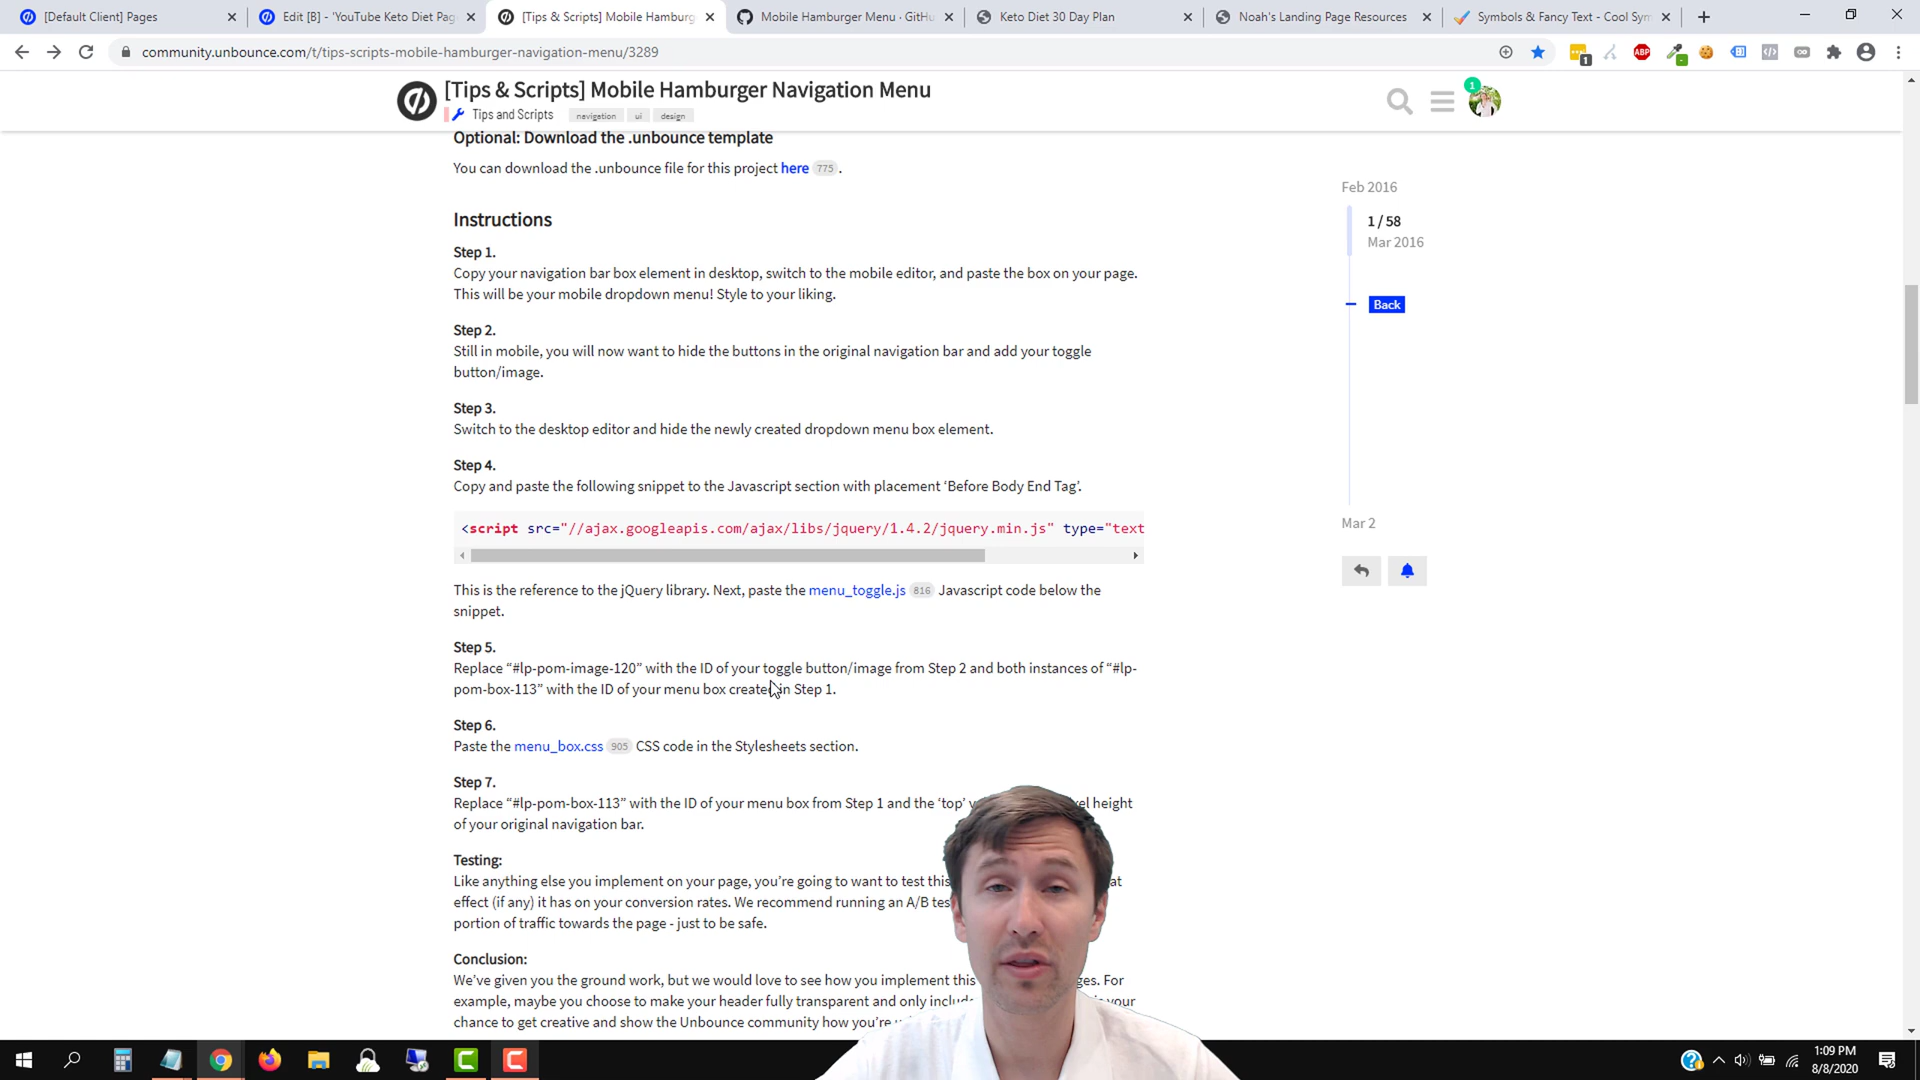 [Default Client] Pages
Edit [B] - 'YouTube Keto Diet Pag
[Tips & Scripts] Mobile Hamburg
Mobile Hamburger Menu · GitHu
Keto Diet 30 Day Plan
Noah's Landing Page Resources
Symbols & Fancy Text - Cool Sym
community.unbounce.com/t/tips-scripts-mobile-hamburger-navigation-menu/3289
[Tips & Scripts] Mobile Hamburger Navigation Menu
Tips and Scripts navigation ui design
1
Optional: Download the .unbounce template
You can download the .unbounce file for this project here 775 .
Instructions
Step 1.
Copy your navigation bar box element in desktop, switch to the mobile editor, and paste the box on your page.
This will be your mobile dropdown menu! Style to your liking.
Step 2.
Still in mobile, you will now want to hide the buttons in the original navigation bar and add your toggle
button/image.
Step 3.
Switch to the desktop editor and hide the newly created dropdown menu box element.
Step 4.
Copy and paste the following snippet to the Javascript section with placement ‘Before Body End Tag’.
<script src="//ajax.googleapis.com/ajax/libs/jquery/1.4.2/jquery.min.js" type="text
This is the reference to the jQuery library. Next, paste the menu_toggle.js 816 Javascript code below the
snippet.
Step 5.
Replace “#lp-pom-image-120” with the ID of your toggle button/image from Step 2 and both instances of “#lp-
pom-box-113” with the ID of your menu box created in Step 1.
Step 6.
Paste the menu_box.css 905 CSS code in the Stylesheets section.
Step 7.
Replace “#lp-pom-box-113” with the ID of your menu box from Step 1 and the ‘top’ height
of your original navigation bar.
Testing:
Like anything else you implement on your page, you’re going to want to test this at
effect (if any) it has on your conversion rates. We recommend running an A/B tes
portion of traffic towards the page - just to be safe.
Conclusion:
We’ve given you the ground work, but we would love to see how you implement this ges. For
example, maybe you choose to make your header fully transparent and only includ your
chance to get creative and show the Unbounce community how you’re
Feb 2016
1 / 58
Mar 2016
Back
Mar 2
ABP
1
1:09 PM
8/8/2020